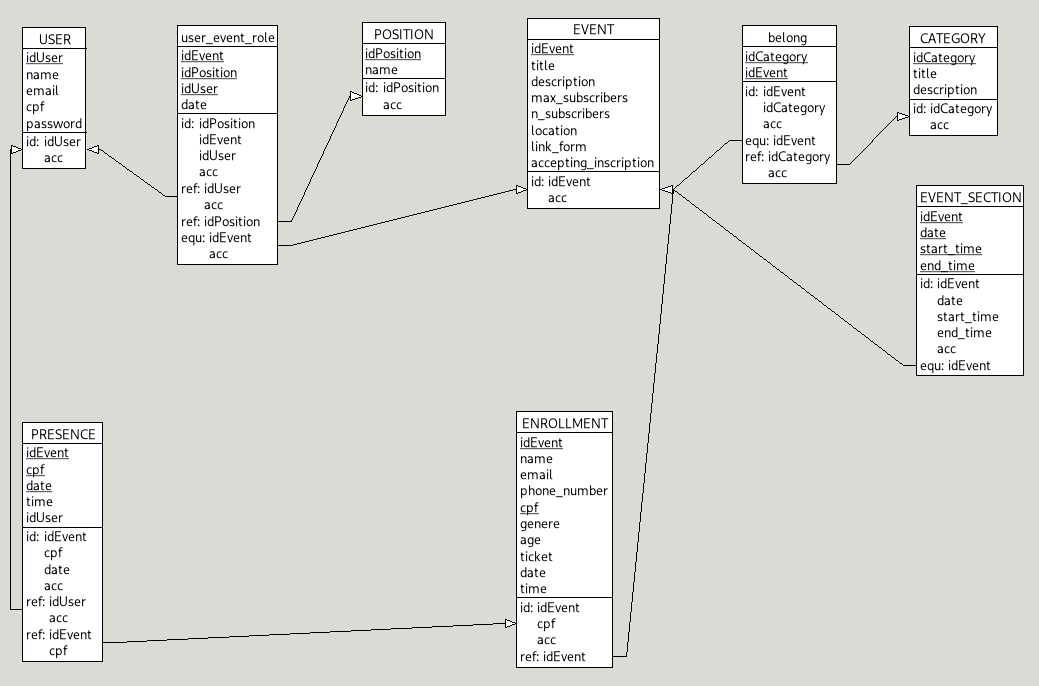 USER
idUser
name
email
cpf
password
id: idUser
acc
user_event_role
idEvent
idPosition
idUser
date
id: idPosition
idEvent
idUser
acc
ref: idUser
acc
ref: idPosition
equ: idEvent
acc
POSITION
idPosition
name
id: idPosition
acc
EVENT
idEvent
title
description
max_subscribers
n_subscribers
location
link_form
accepting_inscription
id: idEvent
acc
belong
idCategory
idEvent
id: idEvent
idCategory
acc
equ: idEvent
ref: idCategory
acc
CATEGORY
idCategory
title
description
id: idCategory
acc
EVENT_SECTION
idEvent
date
start_time
end_time
id: idEvent
date
start_time
end_time
acc
equ: idEvent
PRESENCE
idEvent
cpf
date
time
idUser
id: idEvent
cpf
date
acc
ref: idUser
acc
ref: idEvent
cpf
ENROLLMENT
idEvent
name
email
phone_number
cpf
genere
age
ticket
date
time
id: idEvent
cpf
acc
ref: idEvent